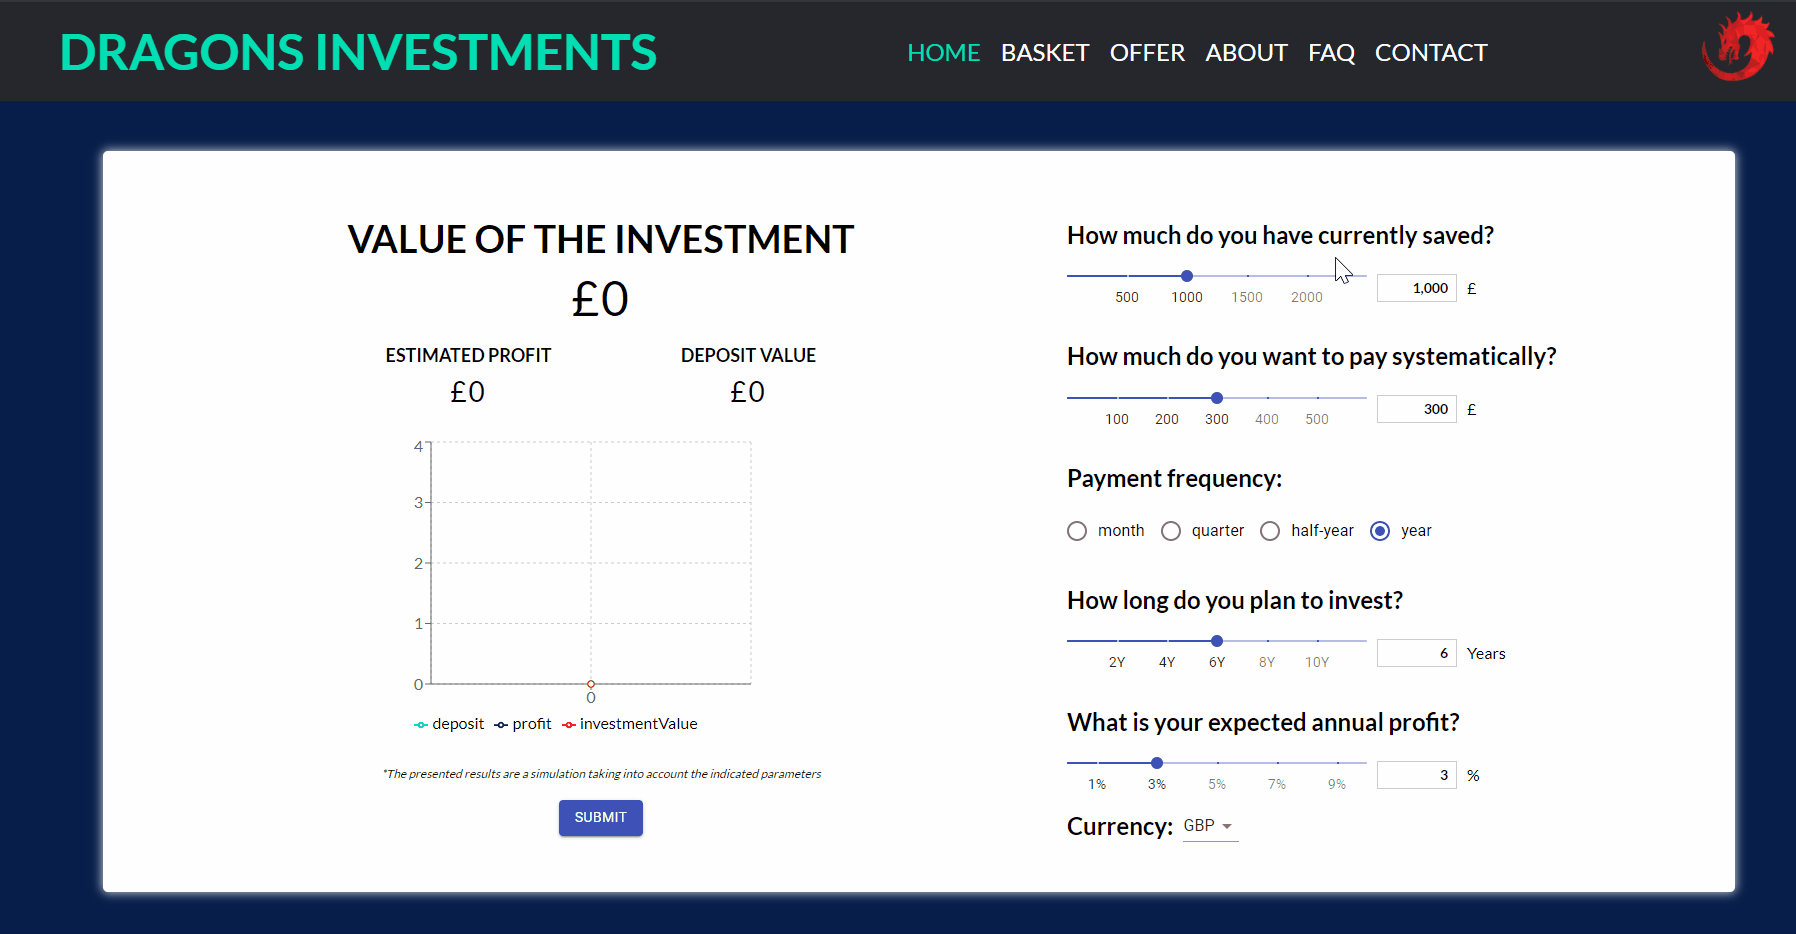 DRAGONS INVESTMENTS
HOME BASKET OFFER ABOUT FAQ CONTACT
VALUE OF THE INVESTMENT
£0
ESTIMATED PROFIT DEPOSIT VALUE
£0 £0
4
3
2
1
0
0
deposit profit investmentValue
*The presented results are a simulation taking into account the indicated parameters
SUBMIT
How much do you have currently saved?
1,000 £
500 1000 1500 2000
How much do you want to pay systematically?
300 £
100 200 300 400 500
Payment frequency:
month quarter half-year year
How long do you plan to invest?
6 Years
2Y 4Y 6Y 8Y 10Y
What is your expected annual profit?
3 %
1% 3% 5% 7% 9%
Currency: GBP